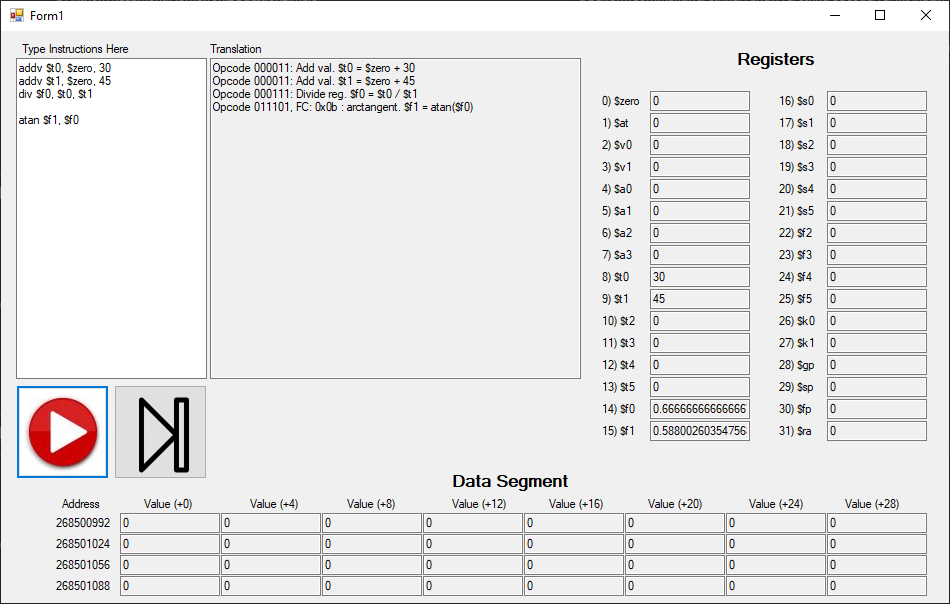 Form1
Type Instructions Here
Translation
addv $t0, $zero, 30
addv $t1, $zero, 45
div $f0, $t0, $t1
atan $f1, $f0
Opcode 000011: Add val. $t0 = $zero + 30
Opcode 000011: Add val. $t1 = $zero + 45
Opcode 000111: Divide reg. $f0 = $t0 / $t1
Opcode 011101, FC: 0x0b : arctangent. $f1 = atan($f0)
Registers
0) $zero 0
1) $at 0
2) $v0 0
3) $v1 0
4) $a0 0
5) $a1 0
6) $a2 0
7) $a3 0
8) $t0 30
9) $t1 45
10) $t2 0
11) $t3 0
12) $t4 0
13) $t5 0
14) $f0 0.66666666666666
15) $f1 0.58800260354756
16) $s0 0
17) $s1 0
18) $s2 0
19) $s3 0
20) $s4 0
21) $s5 0
22) $f2 0
23) $f3 0
24) $f4 0
25) $f5 0
26) $k0 0
27) $k1 0
28) $gp 0
29) $sp 0
30) $fp 0
31) $ra 0
Data Segment
Address Value (+0) Value (+4) Value (+8) Value (+12) Value (+16) Value (+20) Value (+24) Value (+28)
268500992 0 0 0 0 0 0 0 0
268501024 0 0 0 0 0 0 0 0
268501056 0 0 0 0 0 0 0 0
268501088 0 0 0 0 0 0 0 0